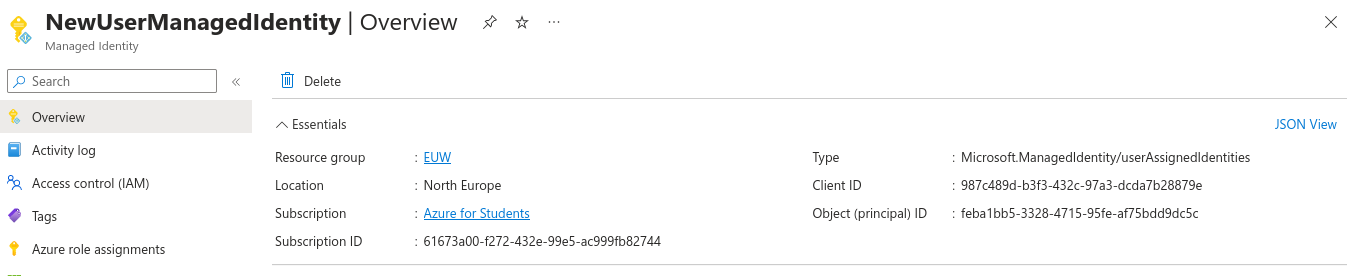 NewUserManagedIdentity | Overview
Managed Identity
Search
Overview
Activity log
Access control (IAM)
Tags
Azure role assignments
Delete
Essentials
JSON View
Resource group : EUW
Location : North Europe
Subscription : Azure for Students
Subscription ID : 61673a00-f272-432e-99e5-ac999fb82744
Type : Microsoft.ManagedIdentity/userAssignedIdentities
Client ID : 987c489d-b3f3-432c-97a3-dcda7b28879e
Object (principal) ID : feba1bb5-3328-4715-95fe-af75bdd9dc5c